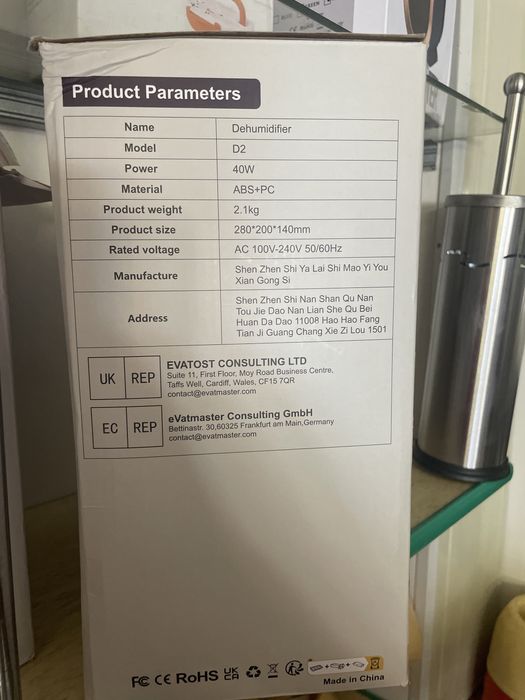 Product Parameters
Name Dehumidifier
Model D2
Power 40W
Material ABS+PC
Product weight 2.1kg
Product size 280*200*140mm
Rated voltage AC 100V-240V 50/60Hz
Manufacture Shen Zhen Shi Ya Lai Shi Mao Yi You
Xian Gong Si
Address Shen Zhen Shi Nan Shan Qu Nan
Tou Jie Dao Nan Lian She Qu Bei
Huan Da Dao 11008 Hao Hao Fang
Tian Ji Guang Chang Xie Zi Lou 1501
UK REP EVATOST CONSULTING LTD
Suite 11, First Floor, Moy Road Business Centre,
Taffs Well, Cardiff, Wales, CF15 7QR
contact@evatmaster.com
EC REP eVatmaster Consulting GmbH
Bettinastr. 30,60325 Frankfurt am Main,Germany
contact@evatmaster.com
FC CE RoHS UK CA
Made in China